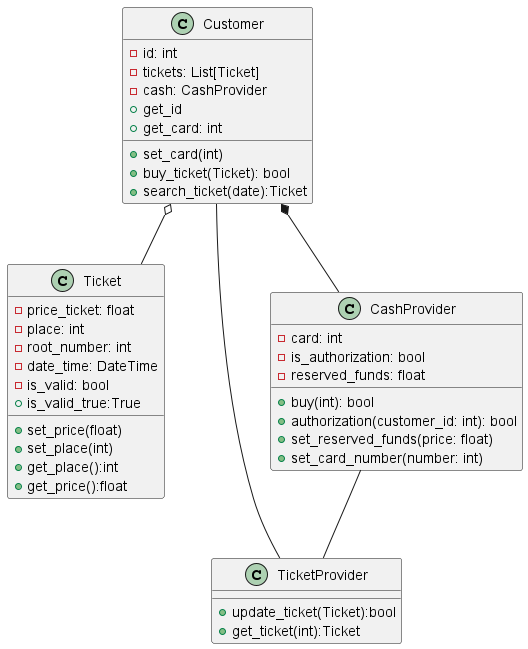 C Customer
id: int
tickets: List[Ticket]
cash: CashProvider
get_id
get_card: int
set_card(int)
buy_ticket(Ticket): bool
search_ticket(date):Ticket
C Ticket
price_ticket: float
place: int
root_number: int
date_time: DateTime
is_valid: bool
is_valid_true:True
set_price(float)
set_place(int)
get_place():int
get_price():float
C CashProvider
card: int
is_authorization: bool
reserved_funds: float
buy(int): bool
authorization(customer_id: int): bool
set_reserved_funds(price: float)
set_card_number(number: int)
C TicketProvider
update_ticket(Ticket):bool
get_ticket(int):Ticket